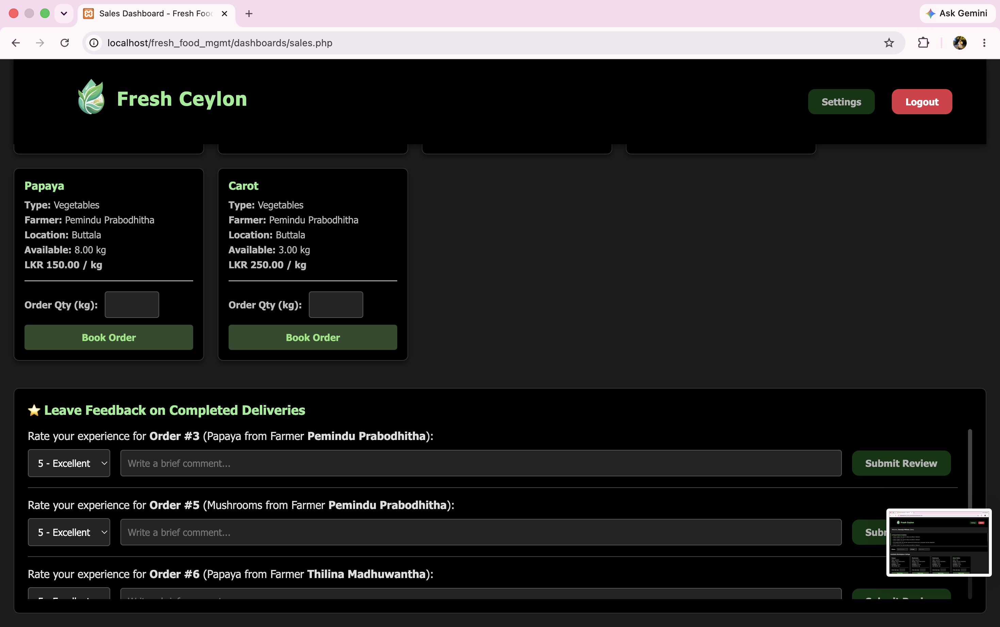 Sales Dashboard - Fresh Food
Ask Gemini
localhost/fresh_food_mgmt/dashboards/sales.php
Fresh Ceylon
Settings
Logout
Papaya
Type: Vegetables
Farmer: Pemindu Prabodhitha
Location: Buttala
Available: 8.00 kg
LKR 150.00 / kg
Order Qty (kg):
Book Order
Carot
Type: Vegetables
Farmer: Pemindu Prabodhitha
Location: Buttala
Available: 3.00 kg
LKR 250.00 / kg
Order Qty (kg):
Book Order
⭐ Leave Feedback on Completed Deliveries
Rate your experience for Order #3 (Papaya from Farmer Pemindu Prabodhitha):
5 - Excellent
Write a brief comment...
Submit Review
Rate your experience for Order #5 (Mushrooms from Farmer Pemindu Prabodhitha):
5 - Excellent
Write a brief comment...
Subm
Rate your experience for Order #6 (Papaya from Farmer Thilina Madhuwantha):
Fresh Ceylon